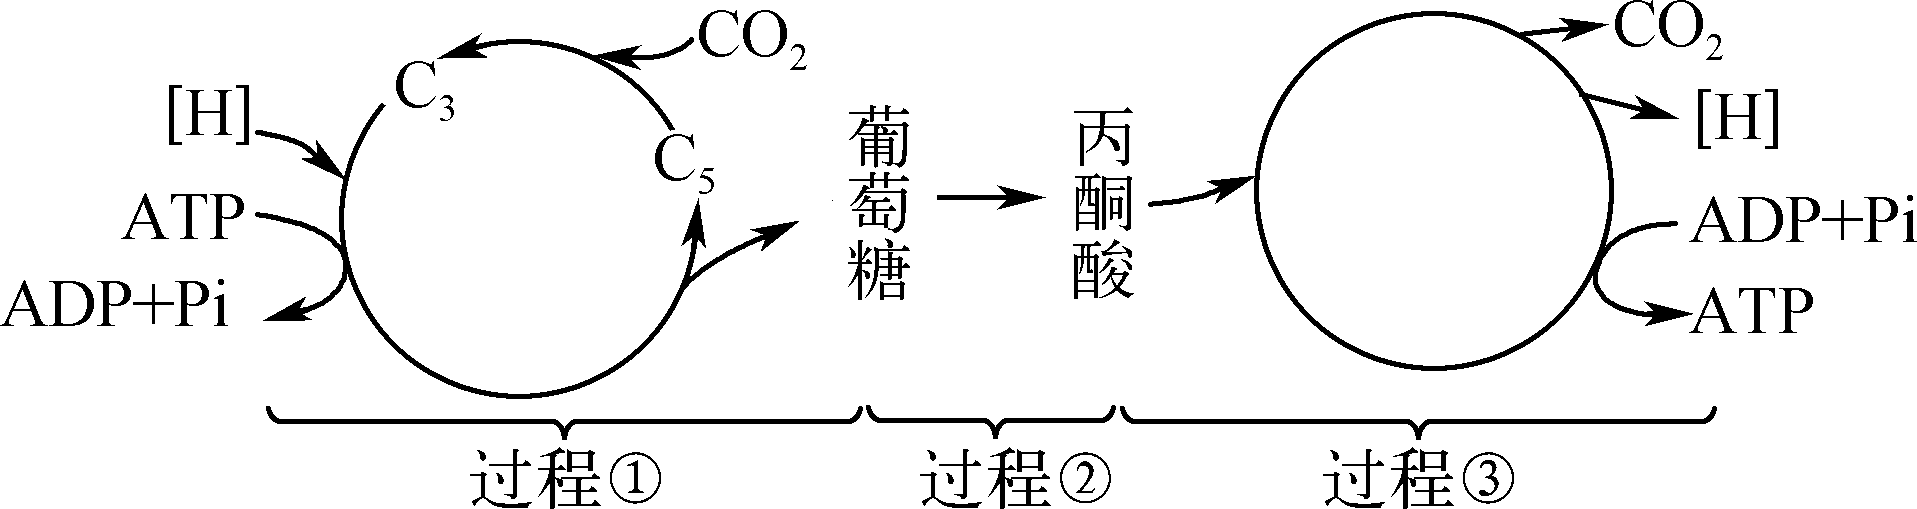 CO₂
C₃
[H]
C₅
ATP
ADP+Pi
葡萄糖
丙酮酸
CO₂
[H]
ADP+Pi
ATP
过程①
过程②
过程③